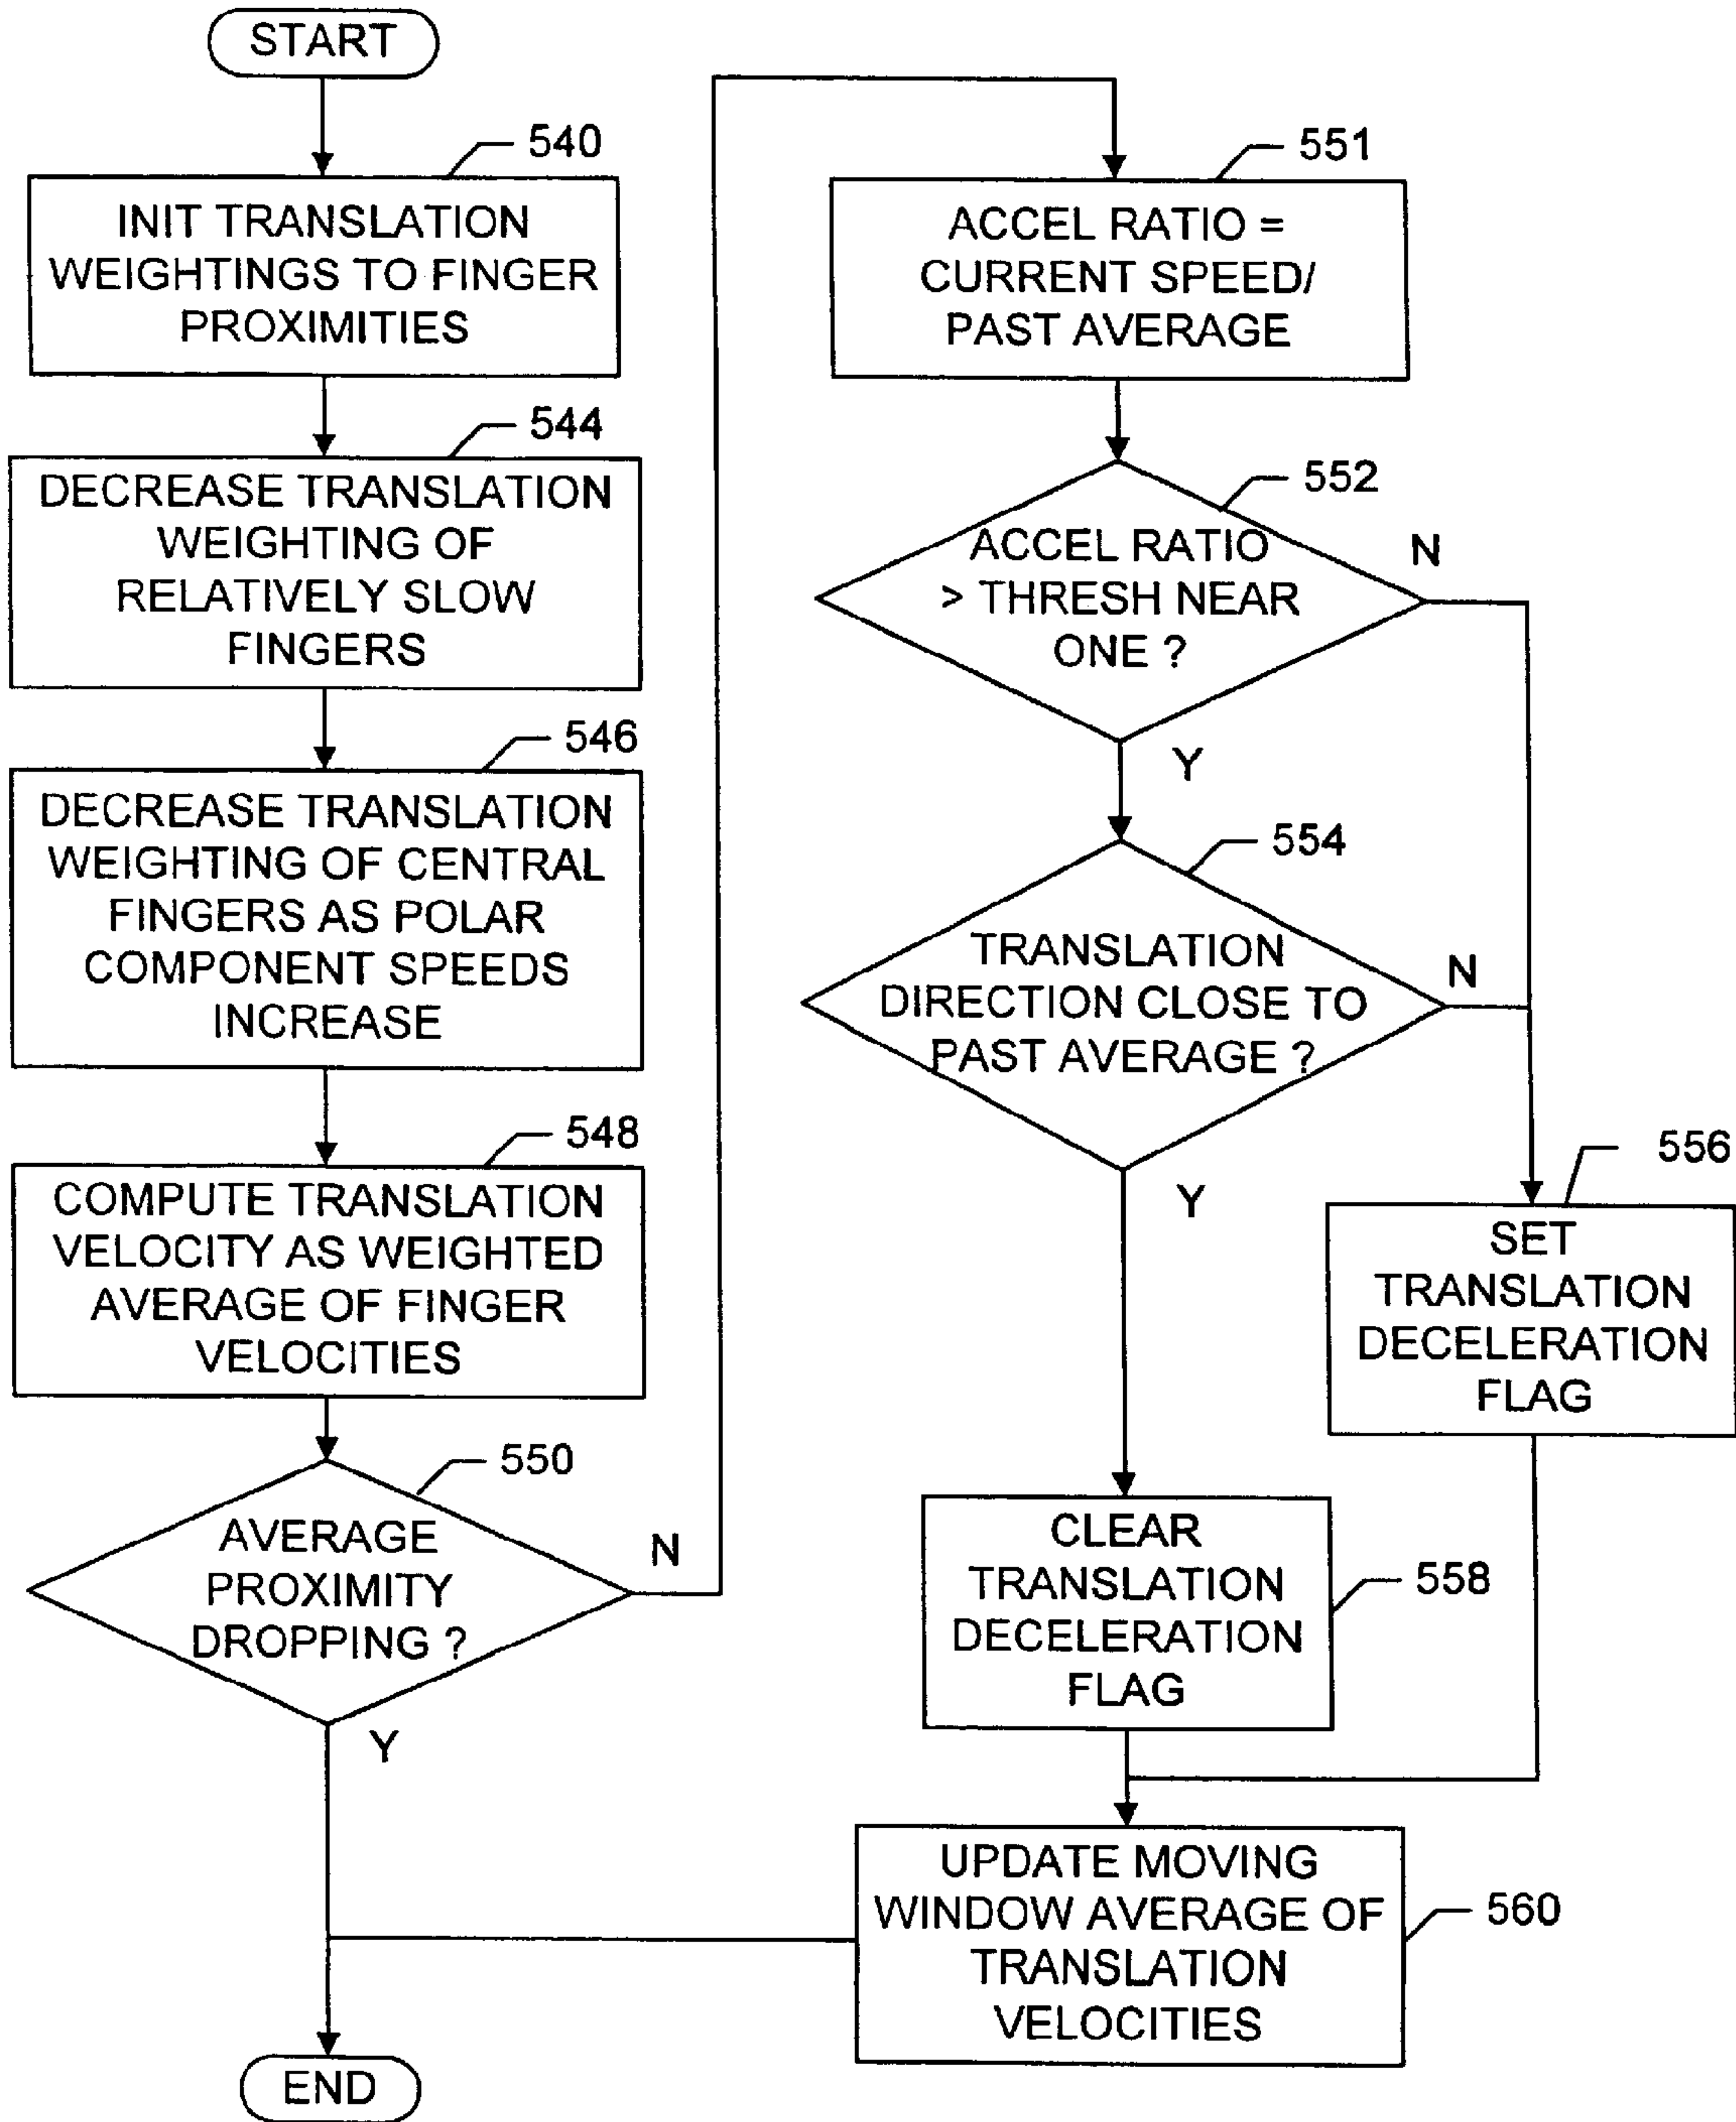 START
540
INIT TRANSLATION
WEIGHTINGS TO FINGER
PROXIMITIES
544
DECREASE TRANSLATION
WEIGHTING OF
RELATIVELY SLOW
FINGERS
546
DECREASE TRANSLATION
WEIGHTING OF CENTRAL
FINGERS AS POLAR
COMPONENT SPEEDS
INCREASE
548
COMPUTE TRANSLATION
VELOCITY AS WEIGHTED
AVERAGE OF FINGER
VELOCITIES
550
AVERAGE
PROXIMITY
DROPPING ?
N
Y
551
ACCEL RATIO =
CURRENT SPEED/
PAST AVERAGE
552
ACCEL RATIO
> THRESH NEAR
ONE ?
N
Y
554
TRANSLATION
DIRECTION CLOSE TO
PAST AVERAGE ?
N
Y
556
SET
TRANSLATION
DECELERATION
FLAG
CLEAR
TRANSLATION
DECELERATION
FLAG
558
UPDATE MOVING
WINDOW AVERAGE OF
TRANSLATION
VELOCITIES
560
END